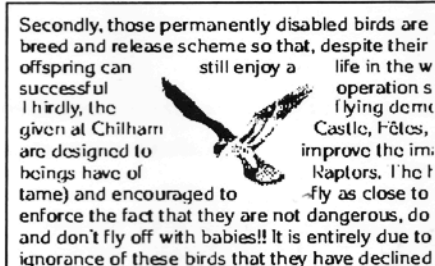 Secondly, those permanently disabled birds are
breed and release scheme so that, despite their
offspring can still enjoy a life in the w
successful operation s
Thirdly, the flying dem
given at Chilham Castle, Fêtes,
are designed to improve the ima
beings have of Raptors. The h
tame) and encouraged to fly as close to
enforce the fact that they are not dangerous, do
and don't fly off with babies!! It is entirely due to
ignorance of these birds that they have declined